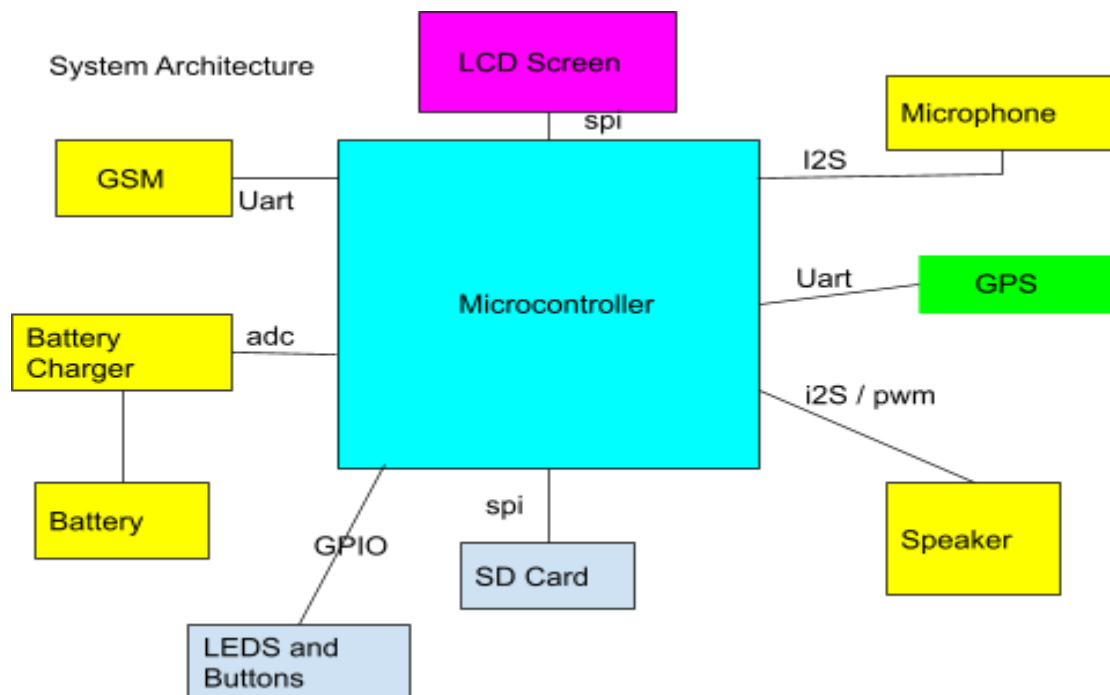 System Architecture
LCD Screen
spi
Microphone
I2S
GSM
Uart
Uart
GPS
Microcontroller
Battery
Charger
adc
i2S / pwm
Battery
GPIO
spi
SD Card
Speaker
LEDS and
Buttons